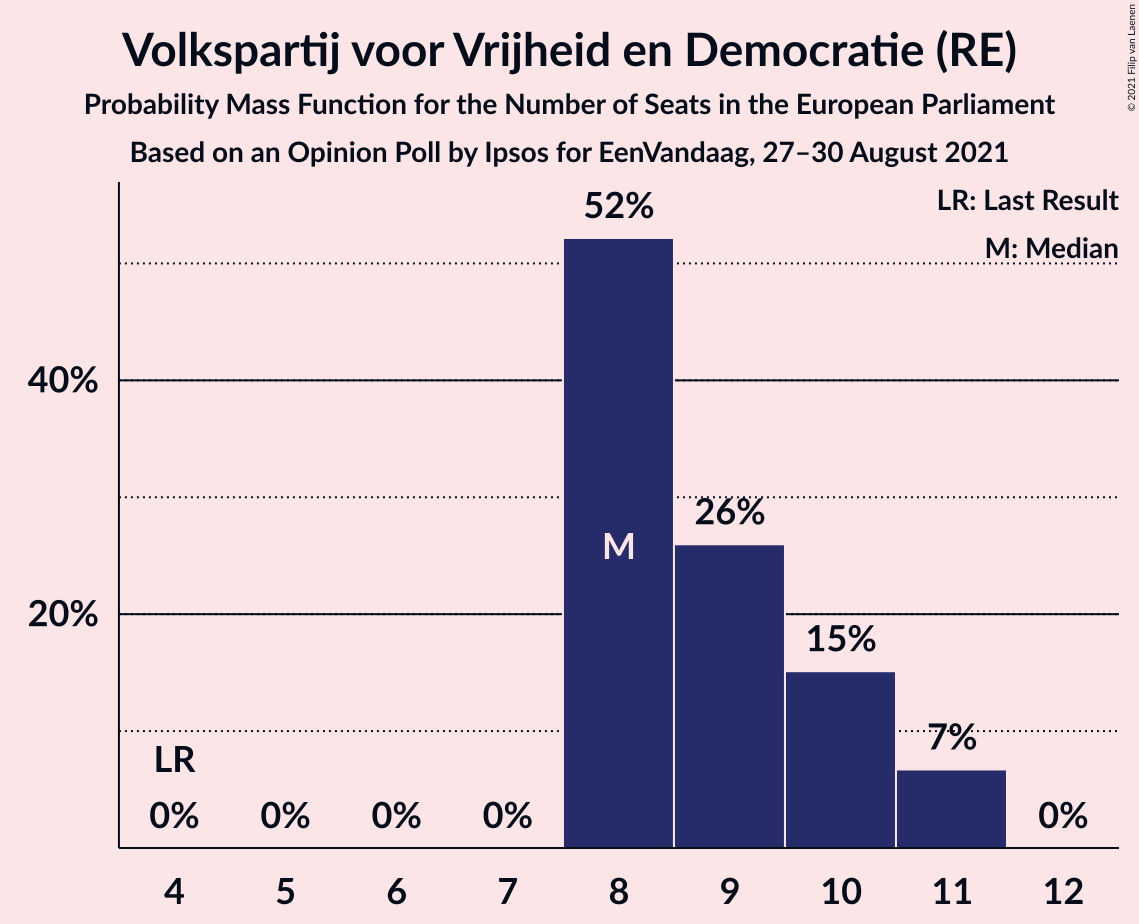 Volkspartij voor Vrijheid en Democratie (RE)
Probability Mass Function for the Number of Seats in the European Parliament
Based on an Opinion Poll by Ipsos for EenVandaag, 27–30 August 2021
© 2021 Filip van Laenen
LR: Last Result
M: Median
52%
40%
26%
M
20%
15%
7%
LR
0% 0% 0% 0% 0%
4 5 6 7 8 9 10 11 12